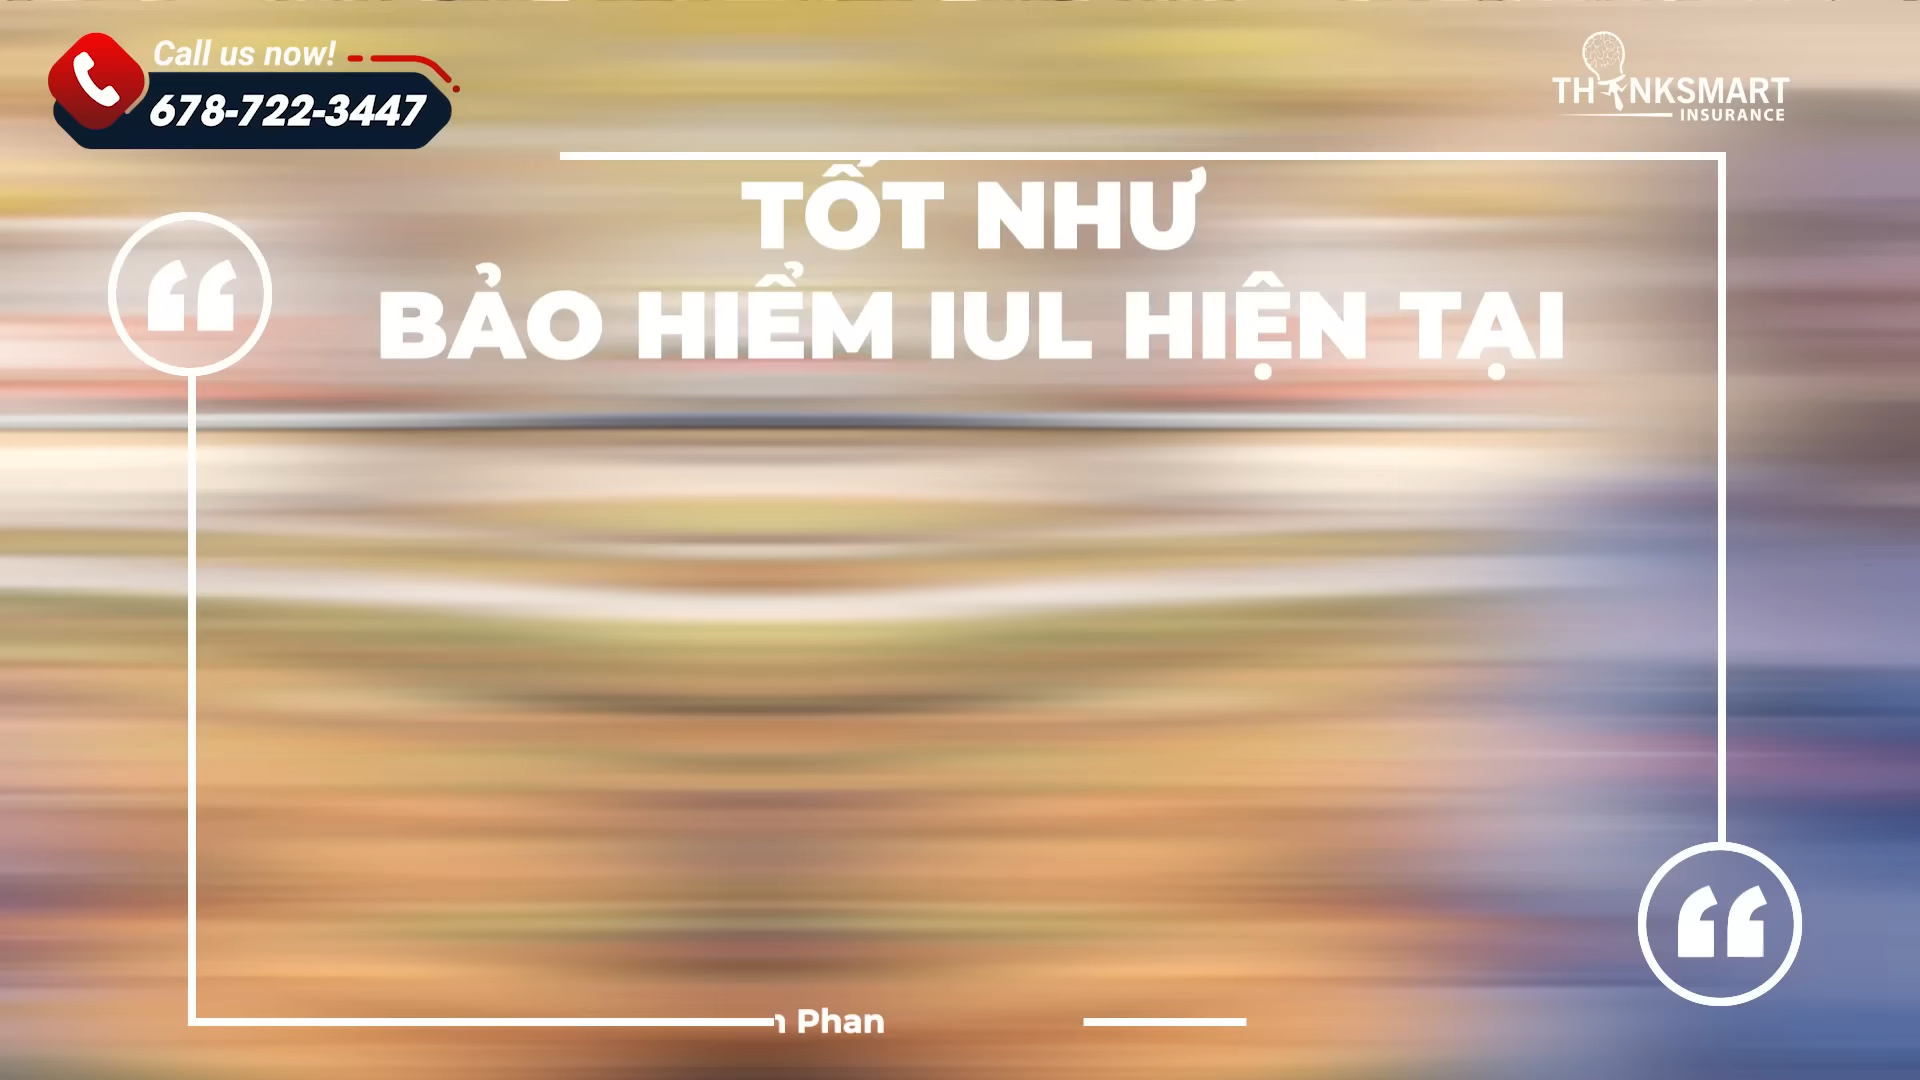 Call us now!
678-722-3447
THINKSMART
INSURANCE
TỐT NHƯ
BẢO HIỂM IUL HIỆN TẠI
Phan